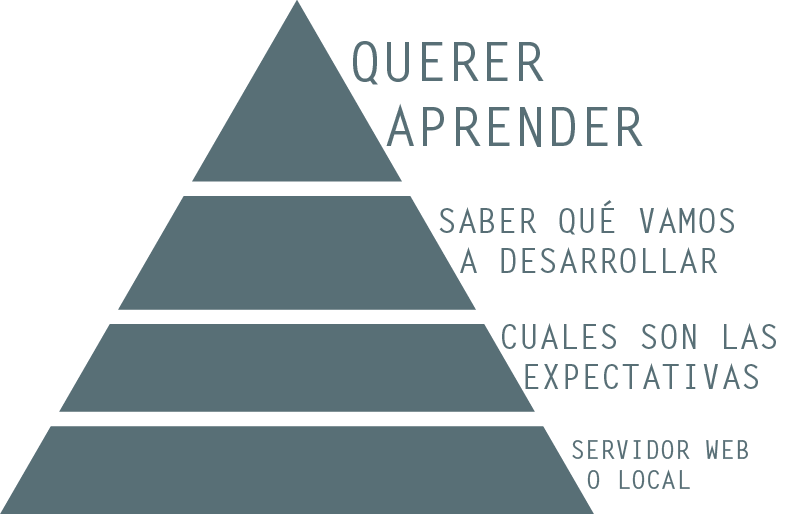 QUERER
APRENDER
SABER QUÉ VAMOS
A DESARROLLAR
CUALES SON LAS
EXPECTATIVAS
SERVIDOR WEB
O LOCAL